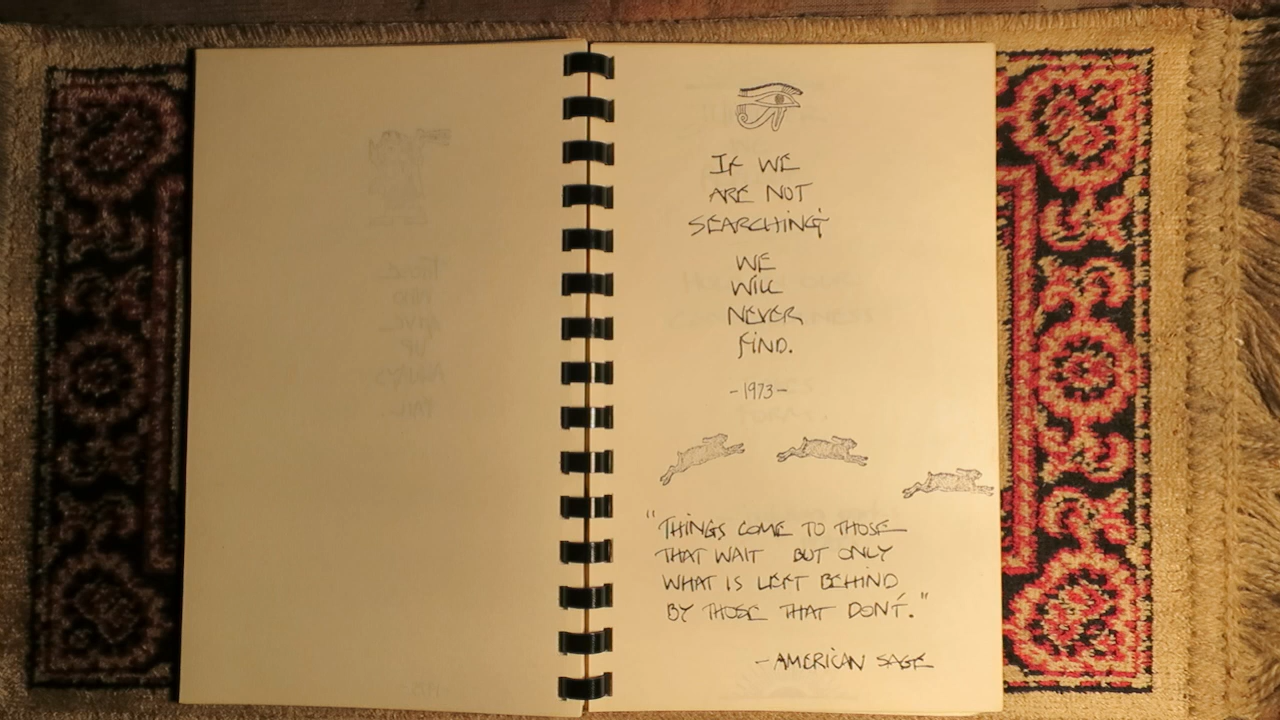 IF WE
ARE NOT
SEARCHING
WE
WILL
NEVER
FIND.
-1973-
"THINGS COME TO THOSE
THAT WAIT BUT ONLY
WHAT IS LEFT BEHIND
BY THOSE THAT DON'T."
-AMERICAN SAGE